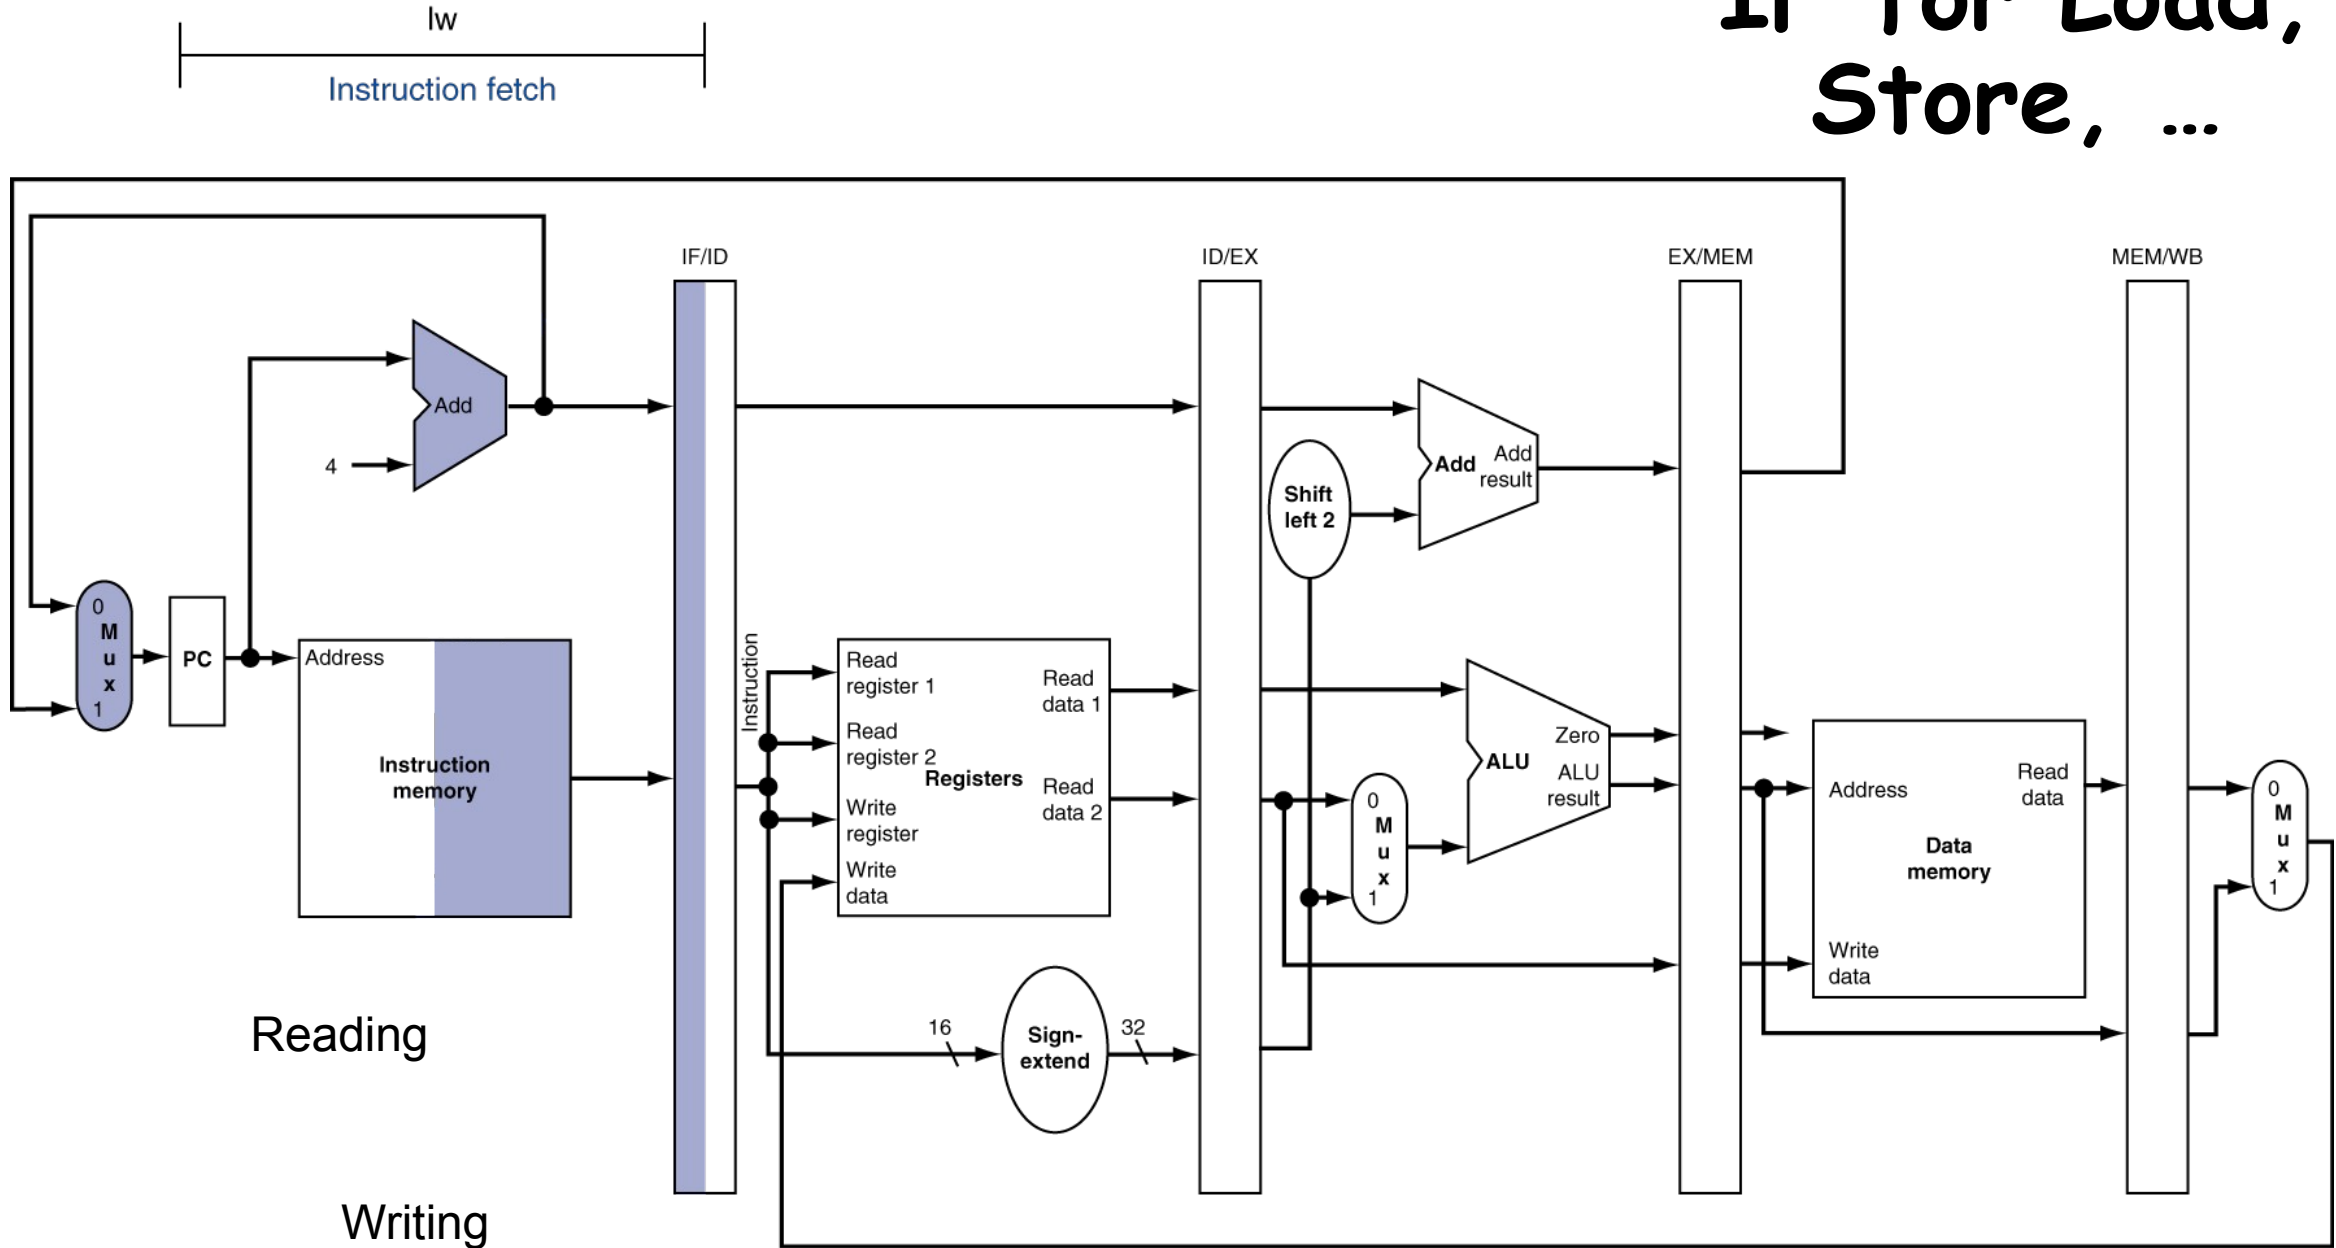 lw
Instruction fetch
IF for Load,
Store, ...
IF/ID
ID/EX
EX/MEM
MEM/WB
Add
4
Shift
left 2
Add
Add
result
0
M
u
x
1
PC
Address
Instruction
memory
Instruction
Read
register 1
Read
register 2
Write
register
Write
data
Registers
Read
data 1
Read
data 2
0
M
u
x
1
ALU
Zero
ALU
result
Address
Write
data
Data
memory
Read
data
0
M
u
x
1
16
Sign-
extend
32
Reading
Writing